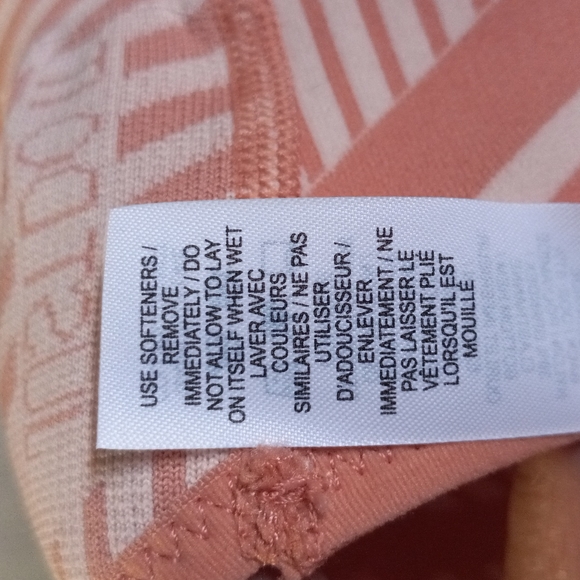 USE SOFTENERS /
REMOVE
IMMEDIATELY / DO
NOT ALLOW TO LAY
ON ITSELF WHEN WET
LAVER AVEC
COULEURS
SIMILAIRES / NE PAS
UTILISER
D'ADOUCISSEUR /
ENLEVER
IMMEDIATEMENT / NE
PAS LAISSER LE
VÊTEMENT PLIÉ
LORSQU'IL EST
MOUILLÉ